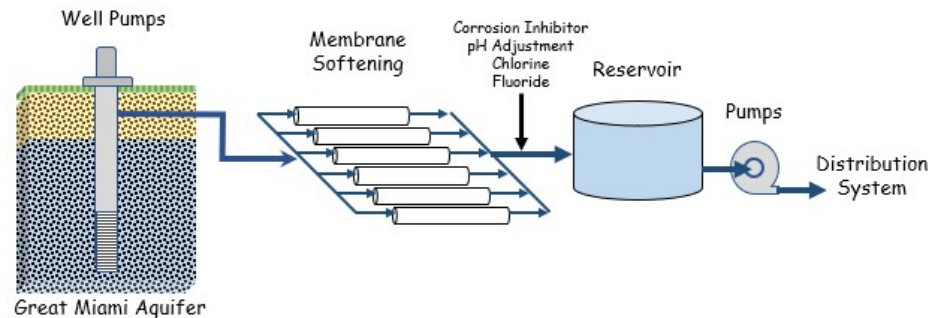 Well Pumps
Great Miami Aquifer
Membrane
Softening
Corrosion Inhibitor
pH Adjustment
Chlorine
Fluoride
Reservoir
Pumps
Distribution
System